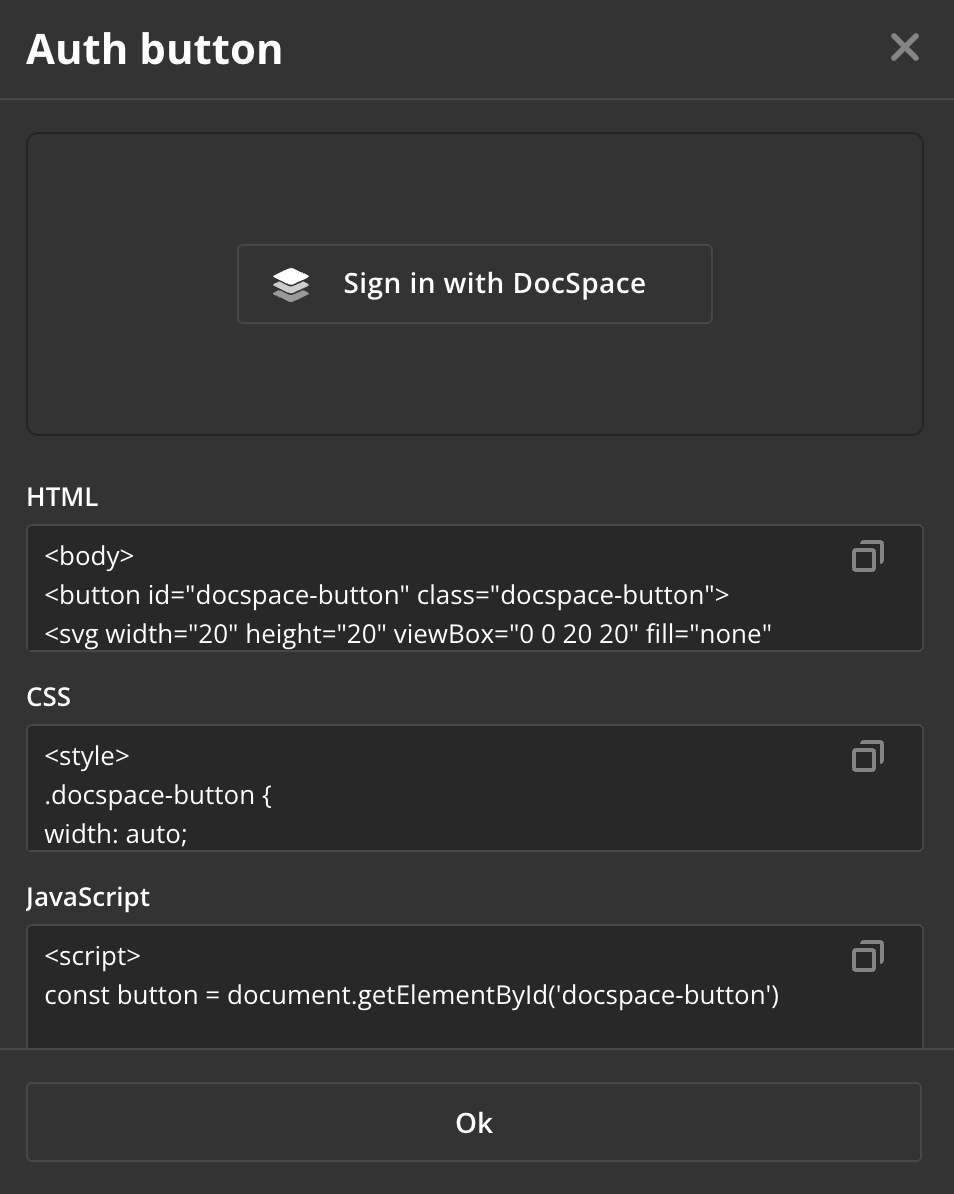 Auth button
Sign in with DocSpace
HTML
<body>
<button id="docspace-button" class="docspace-button">
<svg width="20" height="20" viewBox="0 0 20 20" fill="none"
CSS
<style>
.docspace-button {
width: auto;
JavaScript
<script>
const button = document.getElementById('docspace-button')
Ok